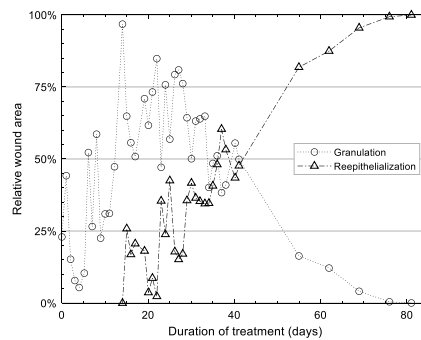 100%
75%
50%
25%
0%
Relative wound area
Granulation
Reepithelialization
0 20 40 60 80
Duration of treatment (days)